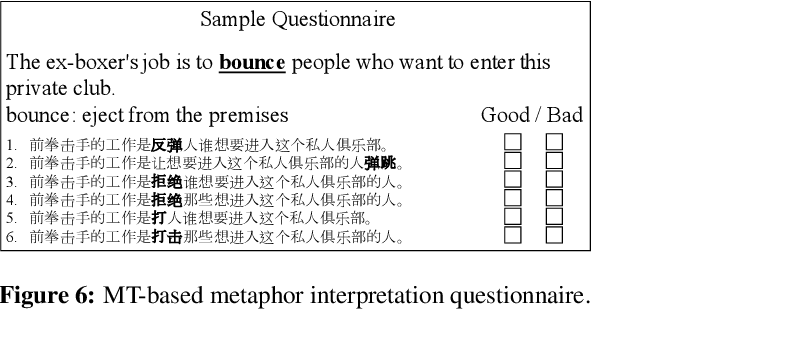 Sample Questionnaire
The ex-boxer's job is to bounce people who want to enter this
private club.
bounce: eject from the premises Good / Bad
1. 前拳击手的工作是反弹人谁想要进入这个私人俱乐部。
2. 前拳击手的工作是让想要进入这个私人俱乐部的人弹跳。
3. 前拳击手的工作是拒绝谁想要进入这个私人俱乐部的人。
4. 前拳击手的工作是拒绝那些想要进入这个私人俱乐部的人。
5. 前拳击手的工作是打人谁想要进入这个私人俱乐部。
6. 前拳击手的工作是打击那些想进入这个私人俱乐部的人。
Figure 6: MT-based metaphor interpretation questionnaire.